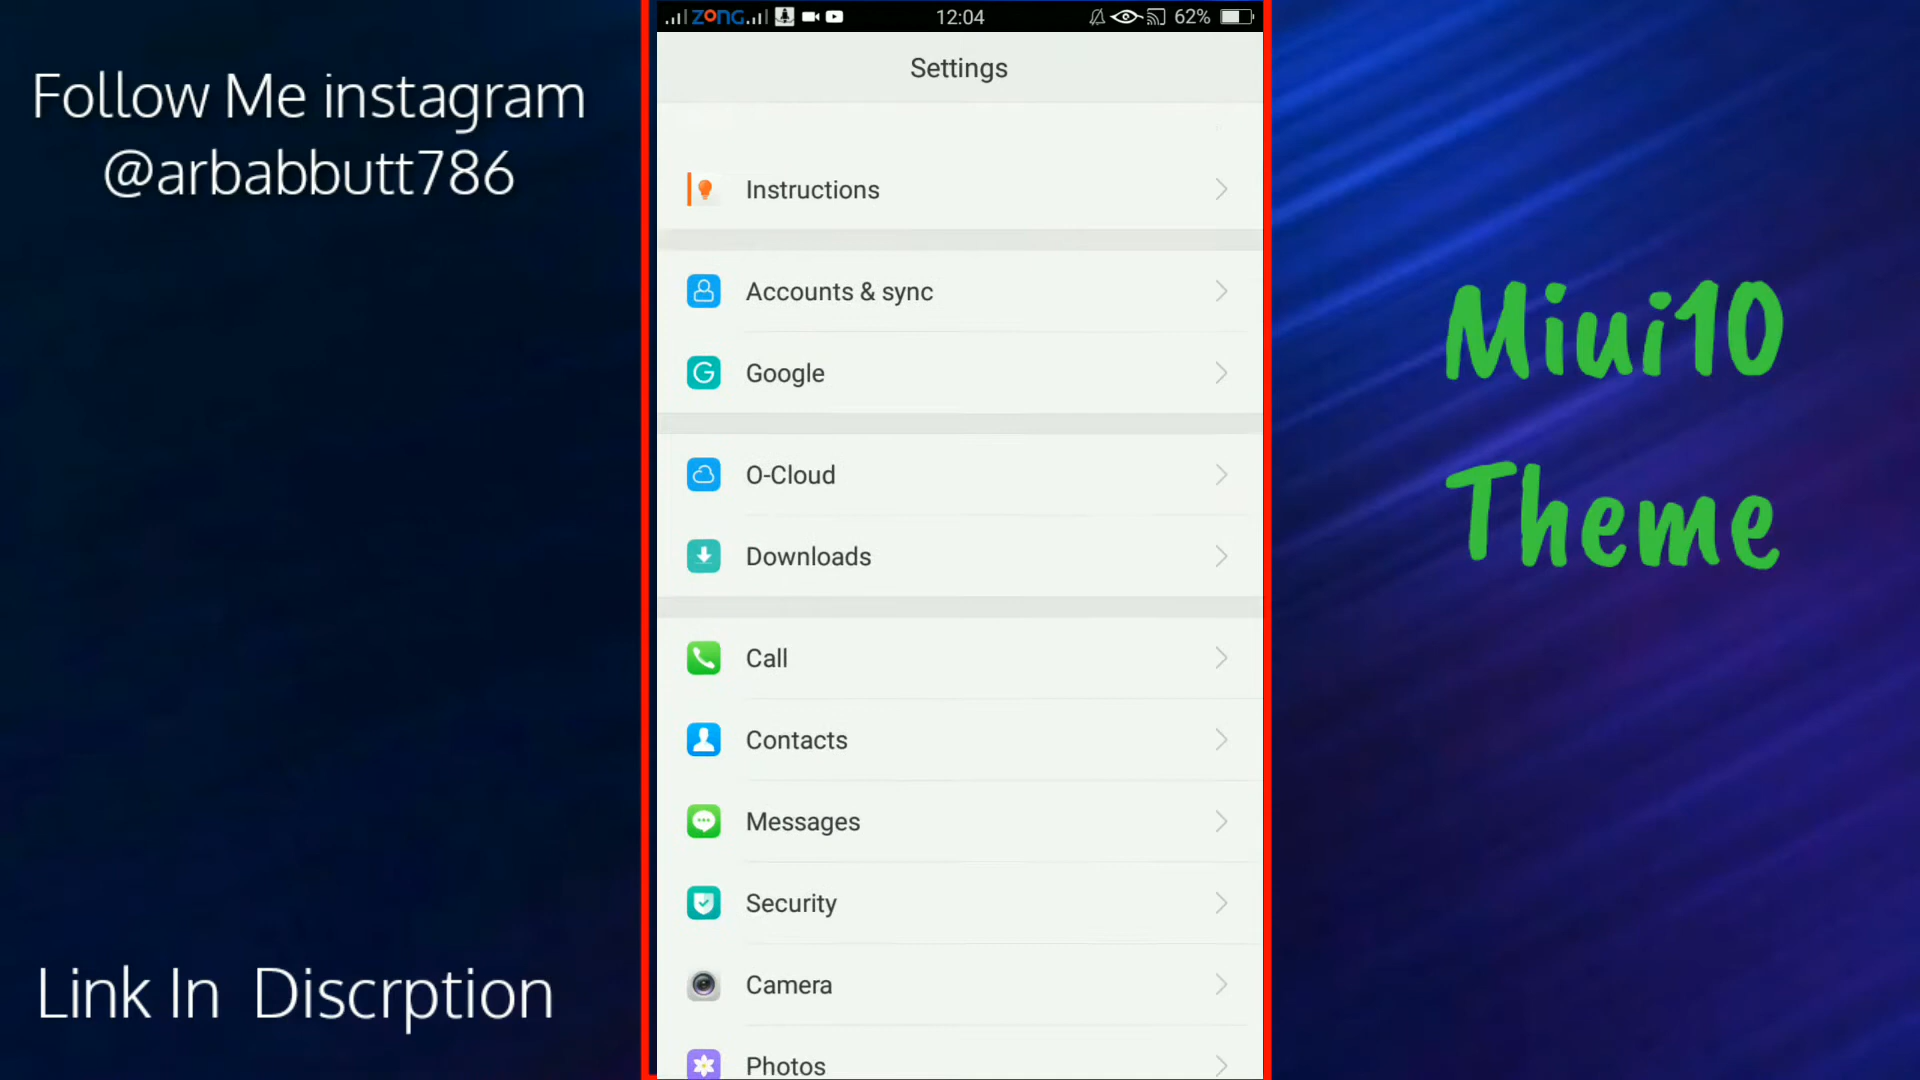 Follow Me instagram
@arbabbutt786
Link In Discrption
ZONG 12:04 62%
Settings
Instructions
Accounts & sync
Google
O-Cloud
Downloads
Call
Contacts
Messages
Security
Camera
Photos
Miui10
Theme